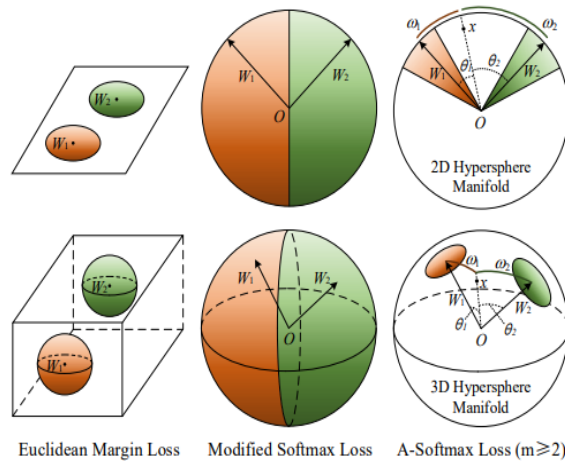 W₂
W₁
W₁
W₂
O
ω₁
ω₂
x
θ₁
θ₂
W₁
W₂
O
2D Hypersphere
Manifold
W₂
W₁
W₁
W₂
O
ω₁
ω₂
x
W₁
W₂
θ₁
θ₂
O
3D Hypersphere
Manifold
Euclidean Margin Loss
Modified Softmax Loss
A-Softmax Loss (m≥2)